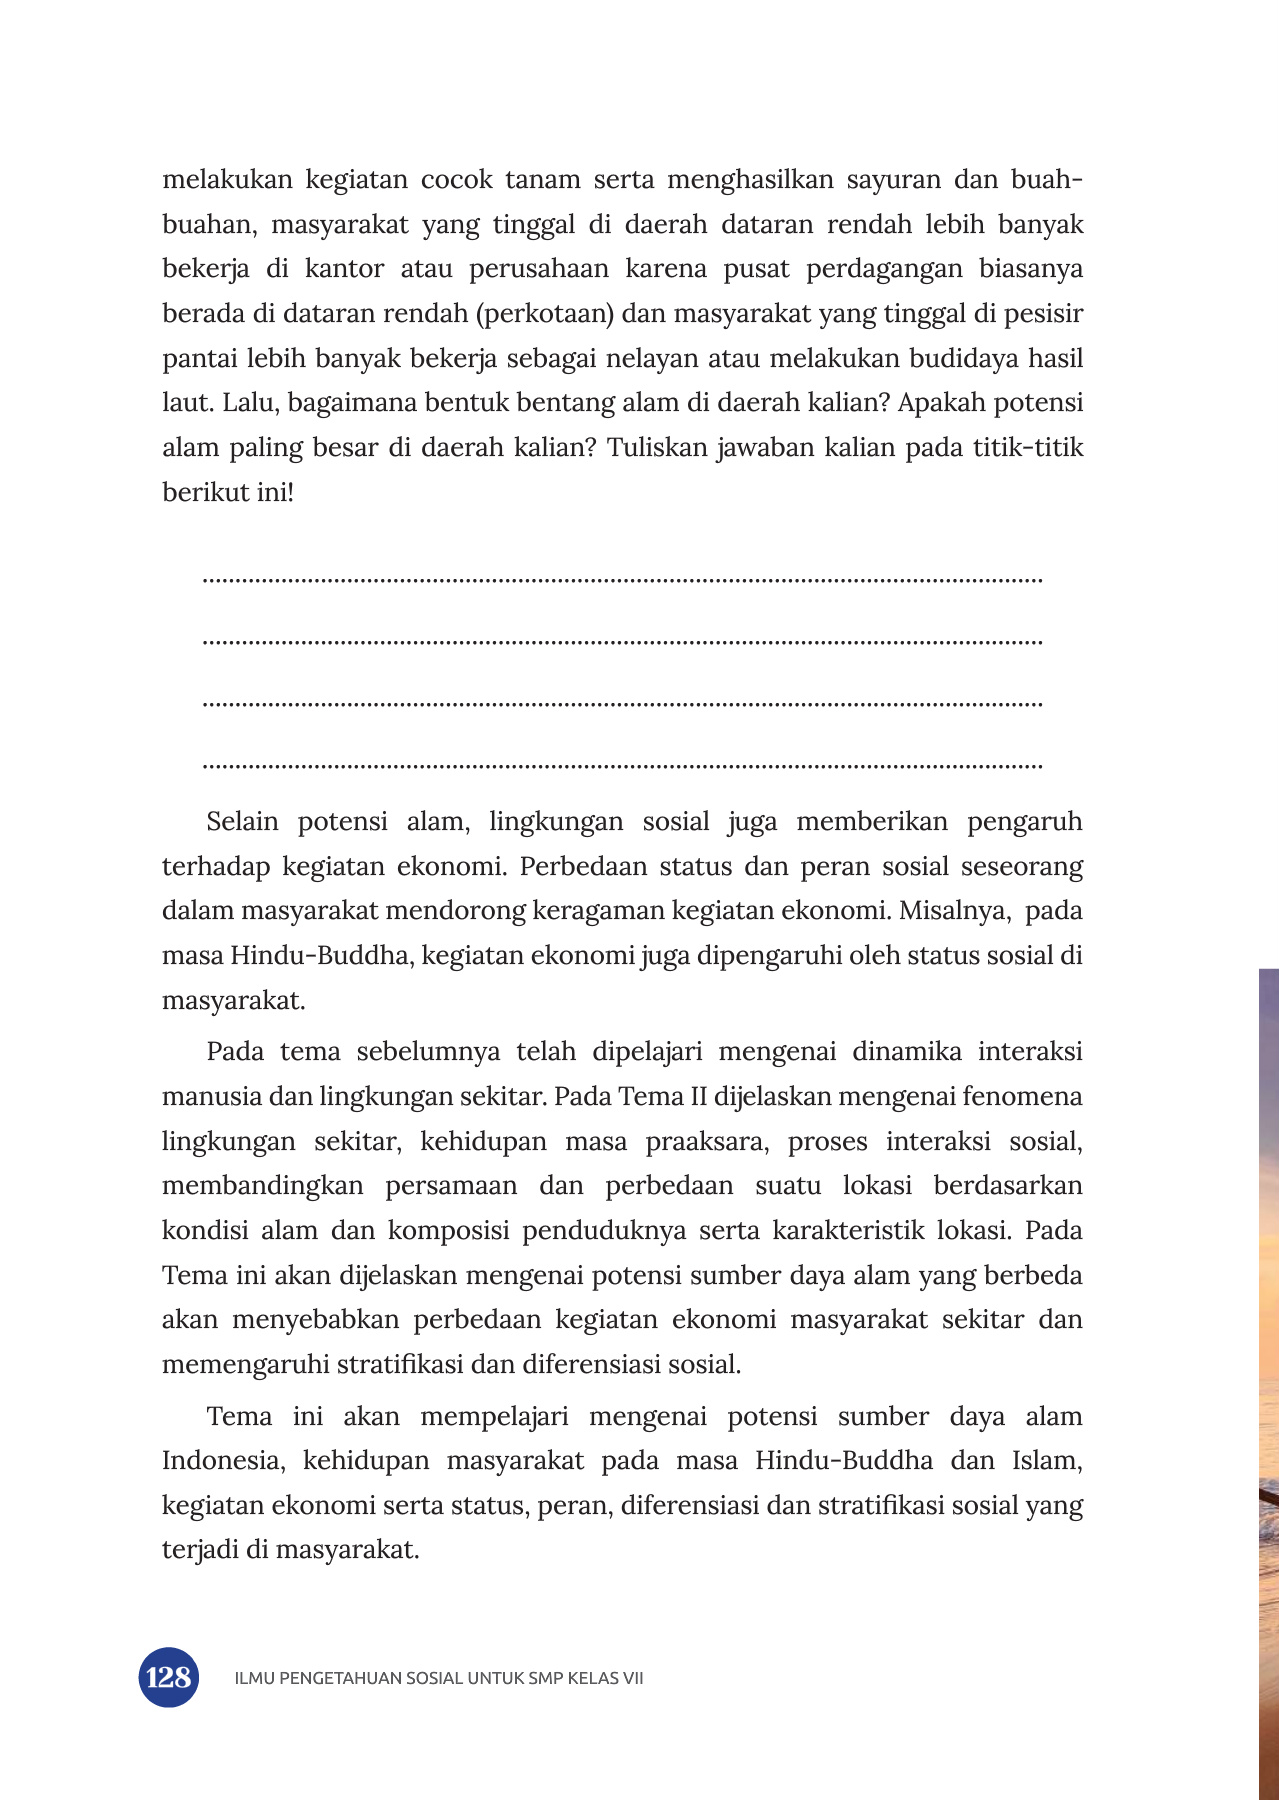 melakukan kegiatan cocok tanam serta menghasilkan sayuran dan buah-
buahan, masyarakat yang tinggal di daerah dataran rendah lebih banyak
bekerja di kantor atau perusahaan karena pusat perdagangan biasanya
berada di dataran rendah (perkotaan) dan masyarakat yang tinggal di pesisir
pantai lebih banyak bekerja sebagai nelayan atau melakukan budidaya hasil
laut. Lalu, bagaimana bentuk bentang alam di daerah kalian? Apakah potensi
alam paling besar di daerah kalian? Tuliskan jawaban kalian pada titik-titik
berikut ini!
................................................................................................................................
................................................................................................................................
................................................................................................................................
................................................................................................................................
Selain potensi alam, lingkungan sosial juga memberikan pengaruh
terhadap kegiatan ekonomi. Perbedaan status dan peran sosial seseorang
dalam masyarakat mendorong keragaman kegiatan ekonomi. Misalnya, pada
masa Hindu-Buddha, kegiatan ekonomi juga dipengaruhi oleh status sosial di
masyarakat.
Pada tema sebelumnya telah dipelajari mengenai dinamika interaksi
manusia dan lingkungan sekitar. Pada Tema II dijelaskan mengenai fenomena
lingkungan sekitar, kehidupan masa praaksara, proses interaksi sosial,
membandingkan persamaan dan perbedaan suatu lokasi berdasarkan
kondisi alam dan komposisi penduduknya serta karakteristik lokasi. Pada
Tema ini akan dijelaskan mengenai potensi sumber daya alam yang berbeda
akan menyebabkan perbedaan kegiatan ekonomi masyarakat sekitar dan
memengaruhi stratifikasi dan diferensiasi sosial.
Tema ini akan mempelajari mengenai potensi sumber daya alam
Indonesia, kehidupan masyarakat pada masa Hindu-Buddha dan Islam,
kegiatan ekonomi serta status, peran, diferensiasi dan stratifikasi sosial yang
terjadi di masyarakat.
128 ILMU PENGETAHUAN SOSIAL UNTUK SMP KELAS VII